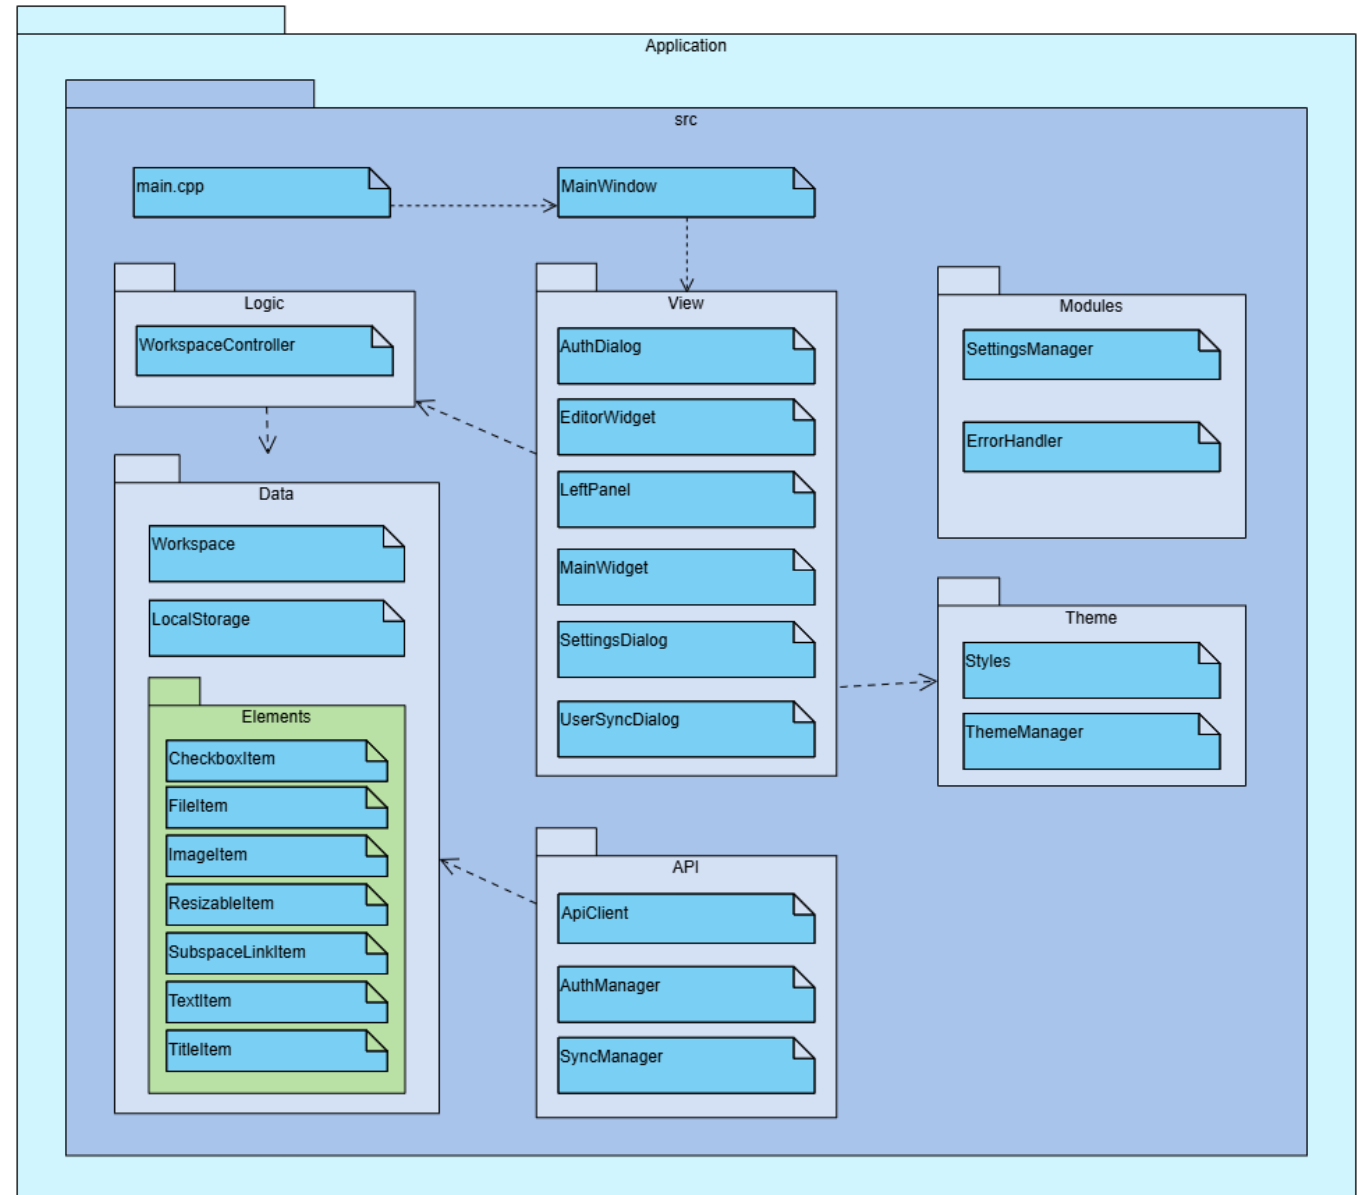 Application
src
main.cpp
MainWindow
Logic
WorkspaceController
View
AuthDialog
EditorWidget
LeftPanel
MainWidget
SettingsDialog
UserSyncDialog
Modules
SettingsManager
ErrorHandler
Data
Workspace
LocalStorage
Elements
CheckboxItem
FileItem
ImageItem
ResizableItem
SubspaceLinkItem
TextItem
TitleItem
Theme
Styles
ThemeManager
API
ApiClient
AuthManager
SyncManager